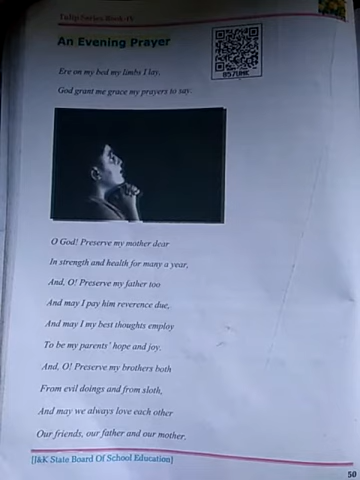 Tulip Series Book-IV
An Evening Prayer
857UHK
Ere on my bed my limbs I lay,
God grant me grace my prayers to say:
O God! Preserve my mother dear
In strength and health for many a year,
And, O! Preserve my father too
And may I pay him reverence due,
And may I my best thoughts employ
To be my parents' hope and joy.
And, O! Preserve my brothers both
From evil doings and from sloth,
And may we always love each other
Our friends, our father and our mother,
[J&K State Board Of School Education]
50